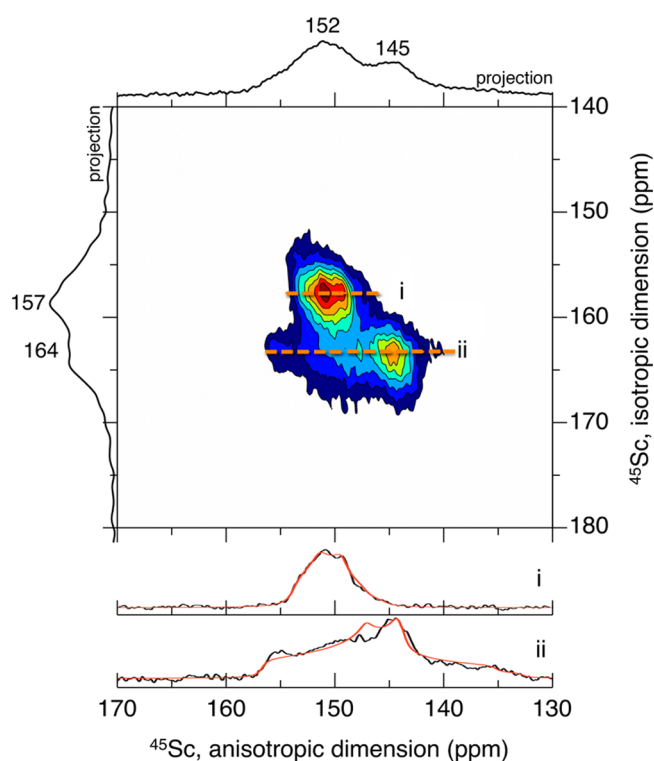 152
145
projection
projection
140
150
157
160
164
170
180
i
ii
⁴⁵Sc, isotropic dimension (ppm)
i
ii
170
160
150
140
130
⁴⁵Sc, anisotropic dimension (ppm)